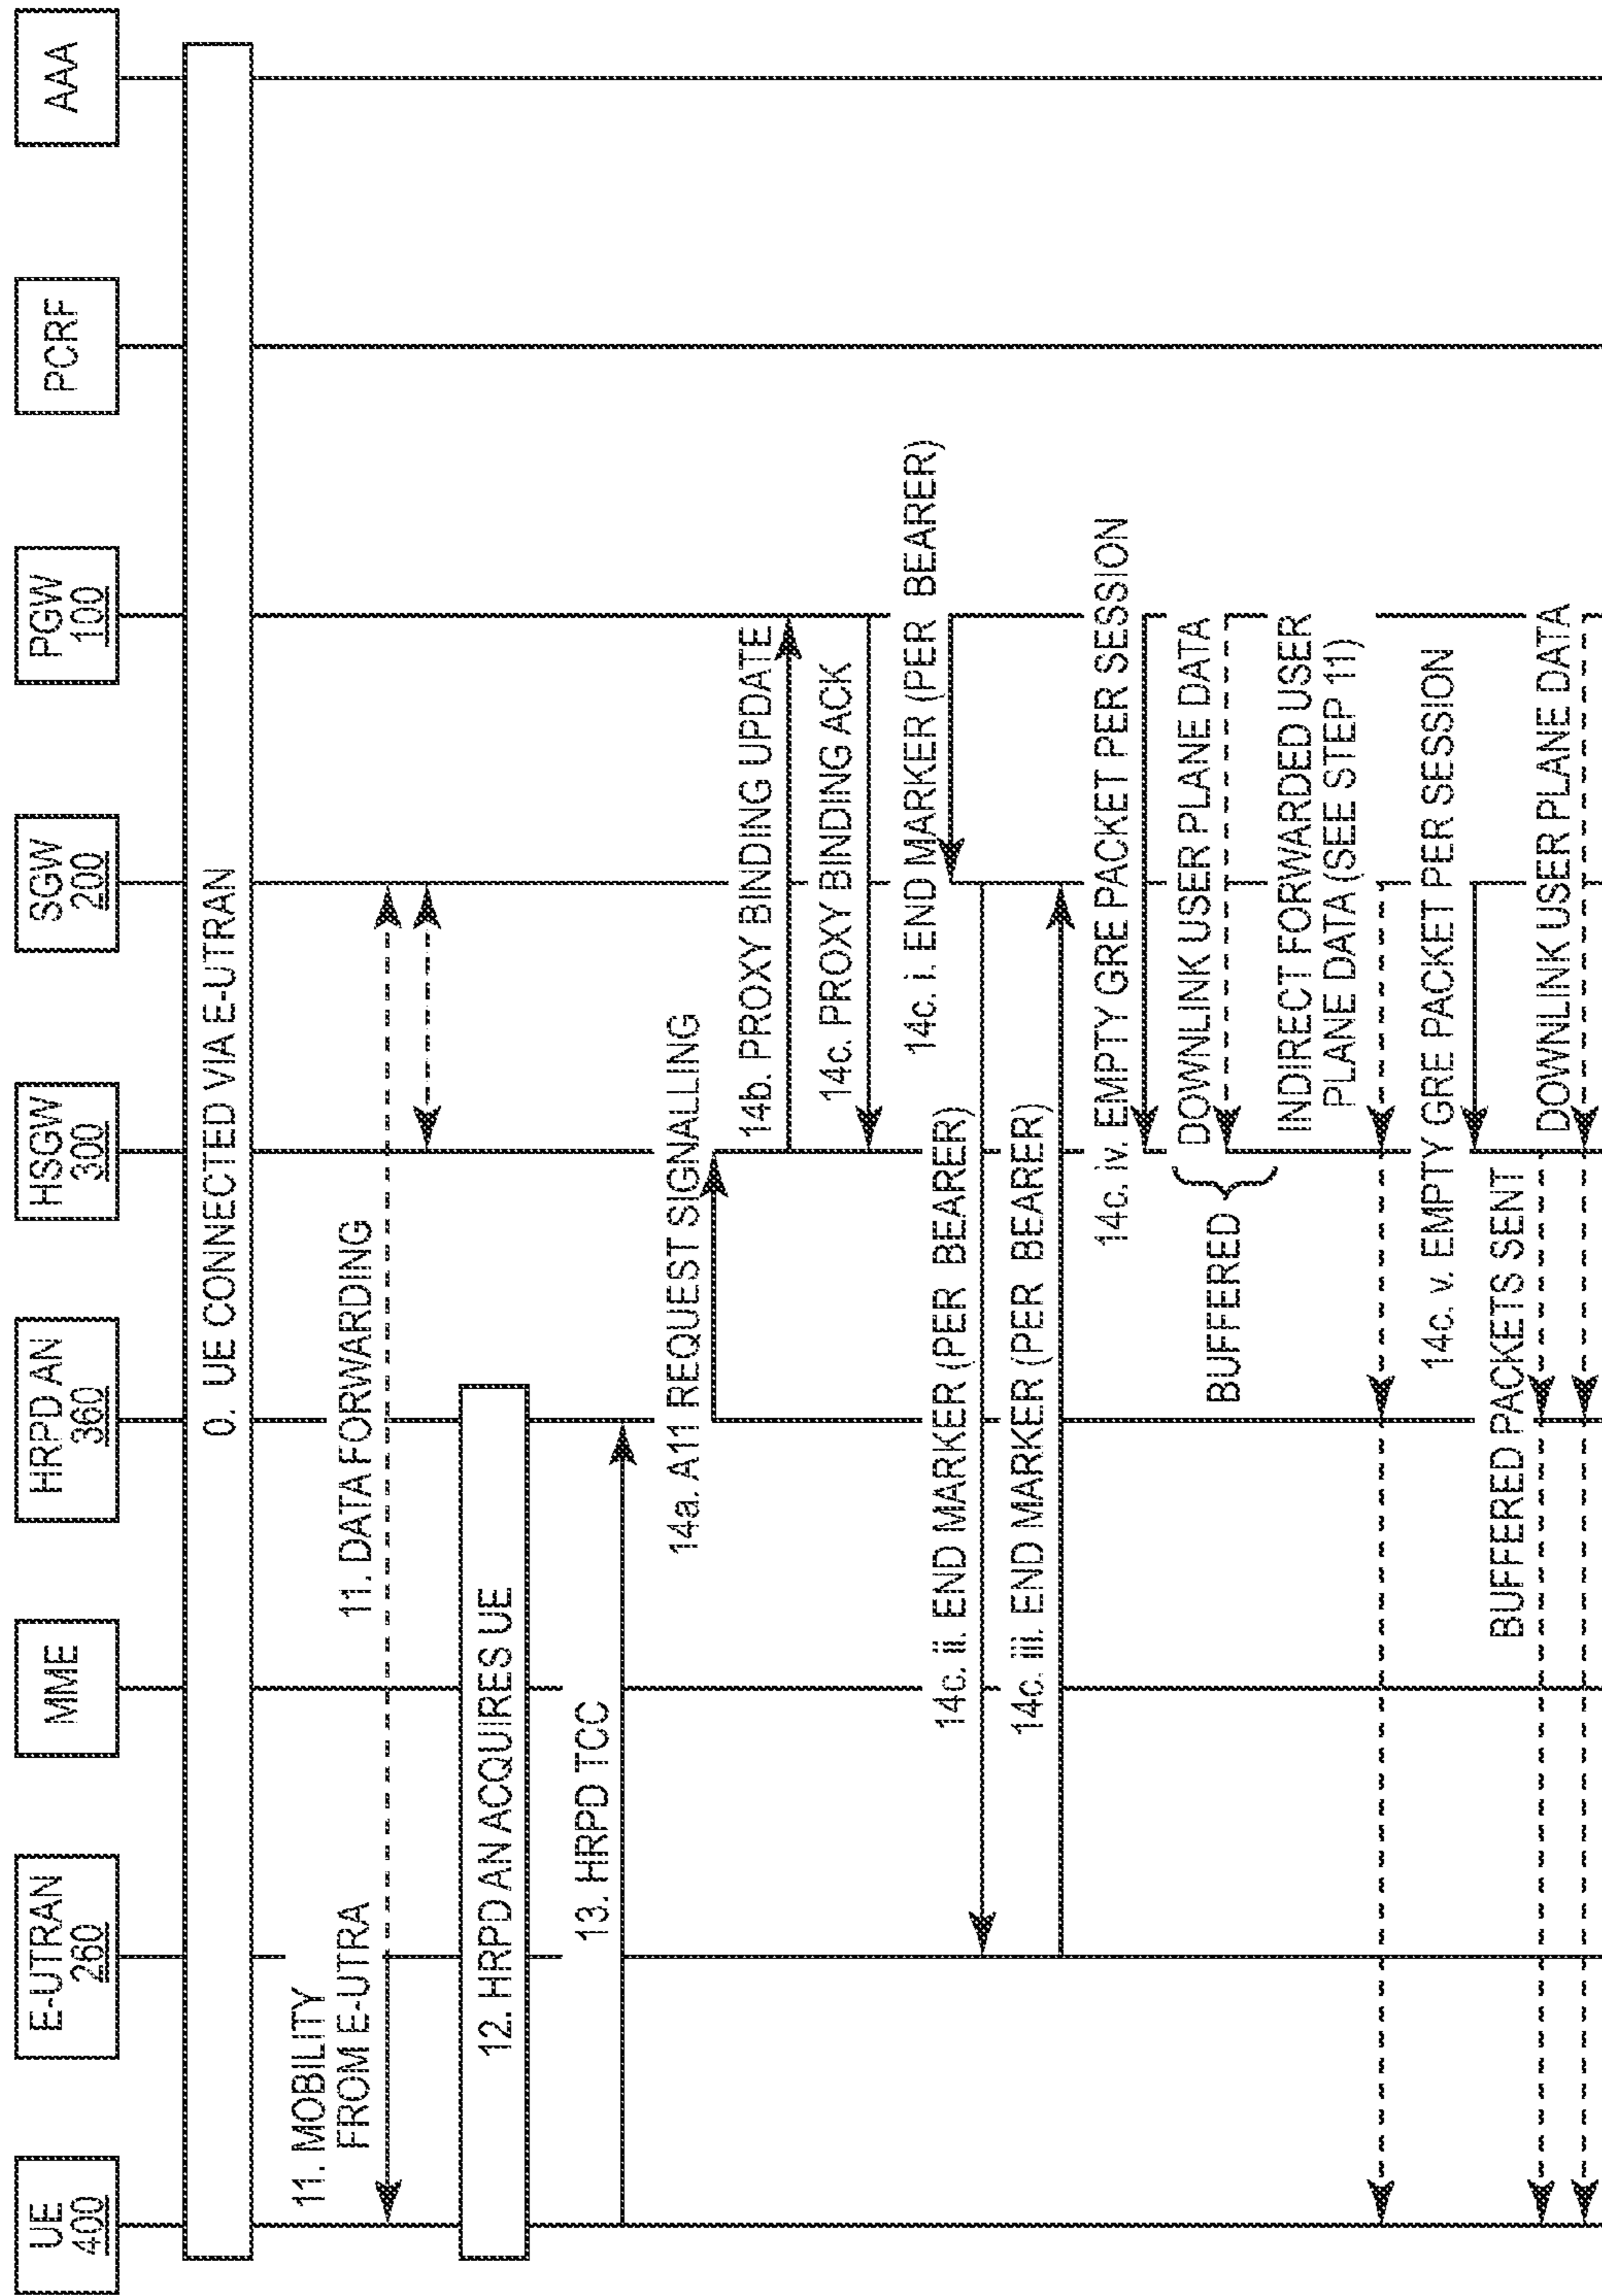 UE
400
E-UTRAN
260
MME
HRPD AN
360
HSGW
300
SGW
200
PGW
100
PCRF
AAA
0. UE CONNECTED VIA E-UTRAN
11. MOBILITY
FROM E-UTRA
11. DATA FORWARDING
12. HRPD AN ACQUIRES UE
13. HRPD TCC
14a. A11 REQUEST SIGNALLING
14b. PROXY BINDING UPDATE
14c. PROXY BINDING ACK
14c. i. END MARKER (PER BEARER)
14c. ii. END MARKER (PER BEARER)
14c. iii. END MARKER (PER BEARER)
14c. iv. EMPTY GRE PACKET PER SESSION
DOWNLINK USER PLANE DATA
BUFFERED
INDIRECT FORWARDED USER
PLANE DATA (SEE STEP 11)
14c. v. EMPTY GRE PACKET PER SESSION
BUFFERED PACKETS SENT
DOWNLINK USER PLANE DATA